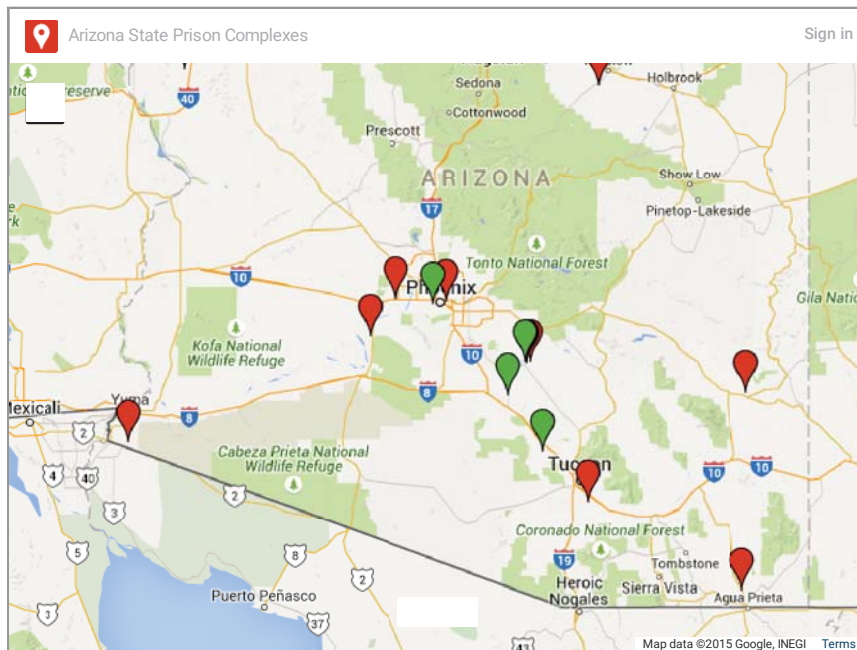 Arizona State Prison Complexes
Sign in
Holbrook
Sedona
Cottonwood
Prescott
40
Show Low
ARIZONA
17
Pinetop-Lakeside
Tonto National Forest
10
Gila Na
Kofa National
Wildlife Refuge
10
8
Mexicali
Yuma
8
2
Cabeza Prieta National
Wildlife Refuge
10
10
4
40
2
3
Coronado National Forest
5
8
19
Tombstone
2
Heroic
Nogales
Sierra Vista
Agua Prieta
Puerto Peñasco
3
37
43
Map data ©2015 Google, INEGI
Terms